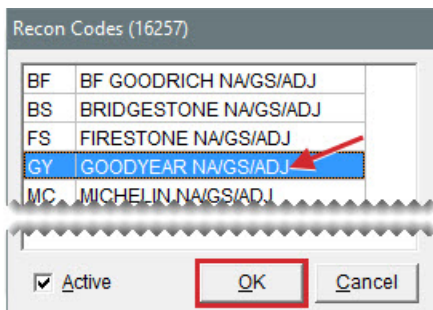 Recon Codes (16257)
BF BF GOODRICH NA/GS/ADJ
BS BRIDGESTONE NA/GS/ADJ
FS FIRESTONE NA/GS/ADJ
GY GOODYEAR NA/GS/ADJ
MC MICHELIN NA/GS/ADJ
Active OK Cancel